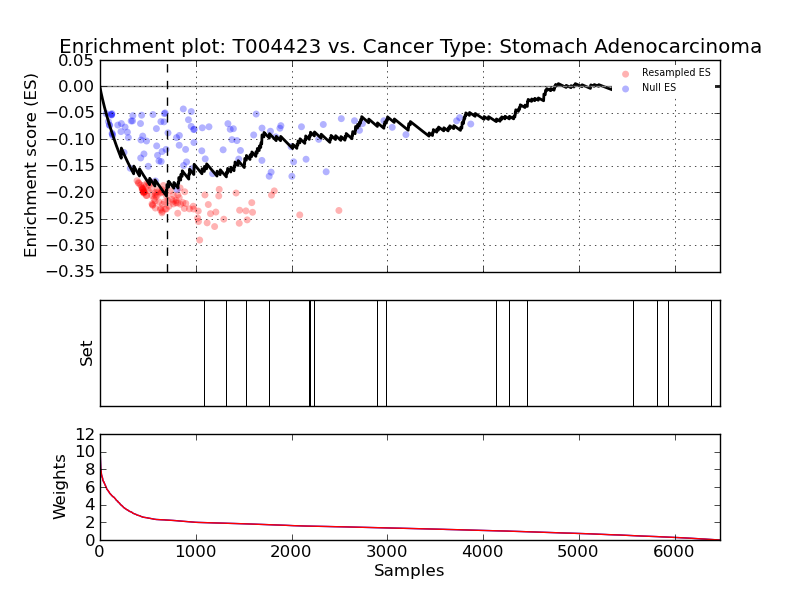 Enrichment plot: T004423 vs. Cancer Type: Stomach Adenocarcinoma
0.05
0.00
−0.05
−0.10
−0.15
−0.20
−0.25
−0.30
−0.35
Enrichment score (ES)
Resampled ES
Null ES
Set
12
10
8
6
4
2
0
Weights
0 1000 2000 3000 4000 5000 6000
Samples